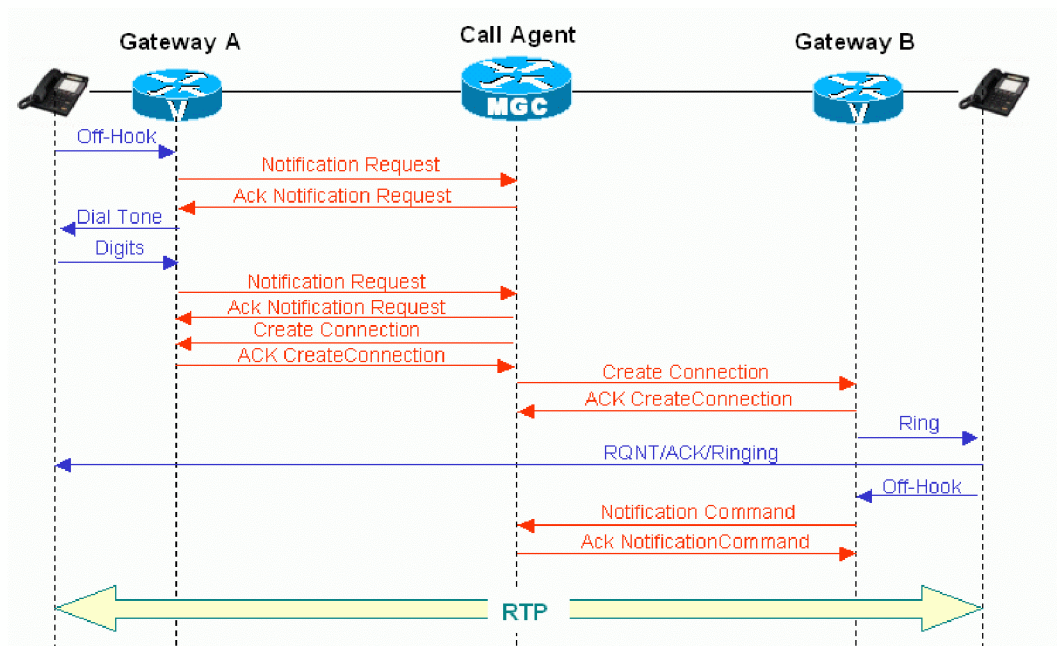 Gateway A
Call Agent
Gateway B
V
MGC
V
Off-Hook
Notification Request
Ack Notification Request
Dial Tone
Digits
Notification Request
Ack Notification Request
Create Connection
ACK CreateConnection
Create Connection
ACK CreateConnection
Ring
RQNT/ACK/Ringing
Off-Hook
Notification Command
Ack NotificationCommand
RTP